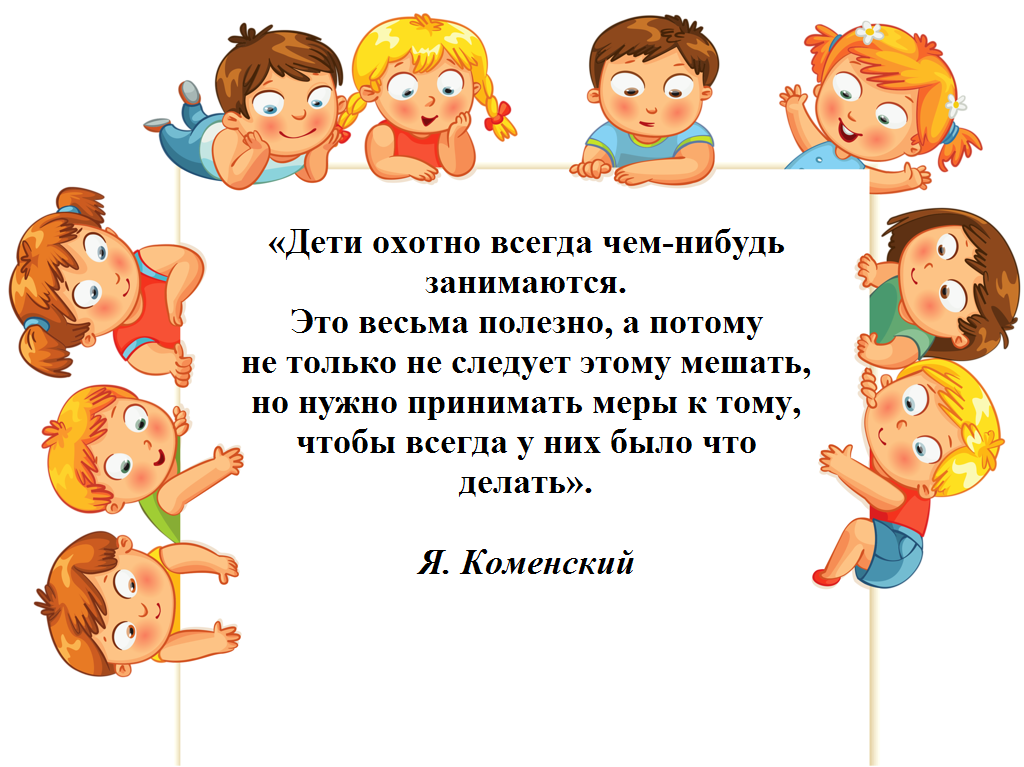 «Дети охотно всегда чем-нибудь
занимаются.
Это весьма полезно, а потому
не только не следует этому мешать,
но нужно принимать меры к тому,
чтобы всегда у них было что
делать».
Я. Коменский